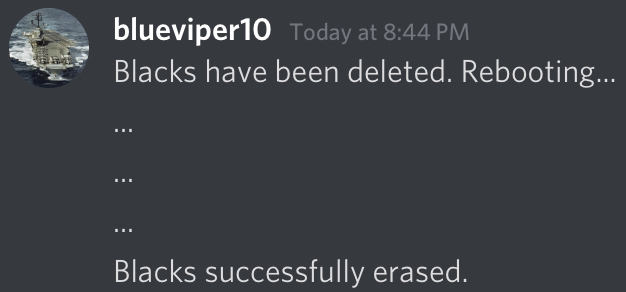 blueviper10 Today at 8:44 PM
Blacks have been deleted. Rebooting...
...
...
...
Blacks successfully erased.